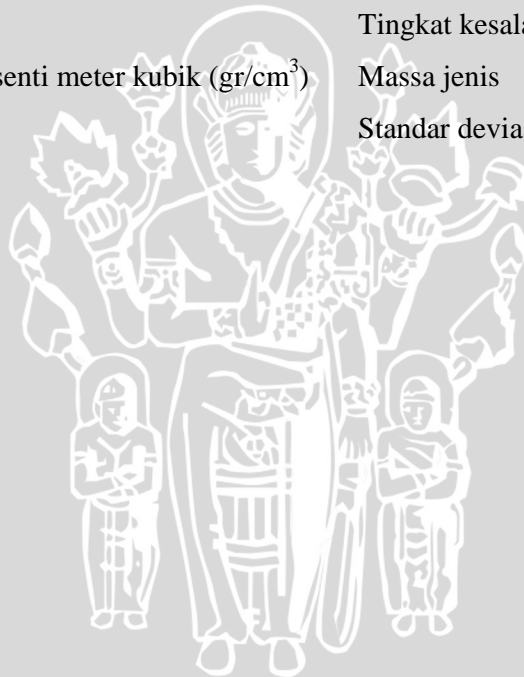 Tingkat kesala
senti meter kubik (gr/cm³) Massa jenis
Standar devia